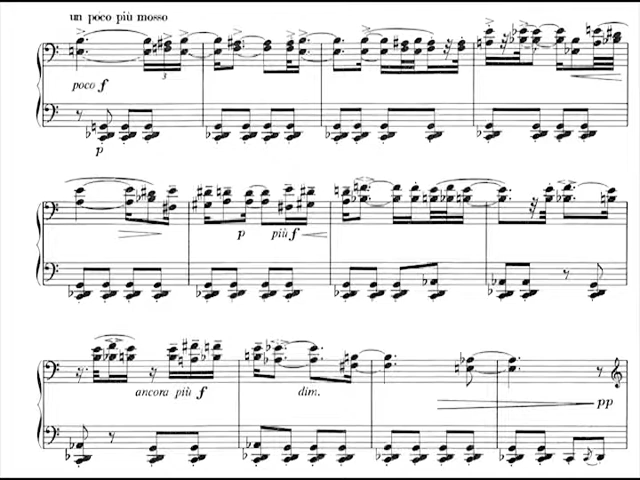 un poco più mosso
poco f
3
p
p più f
ancora più f dim.
pp